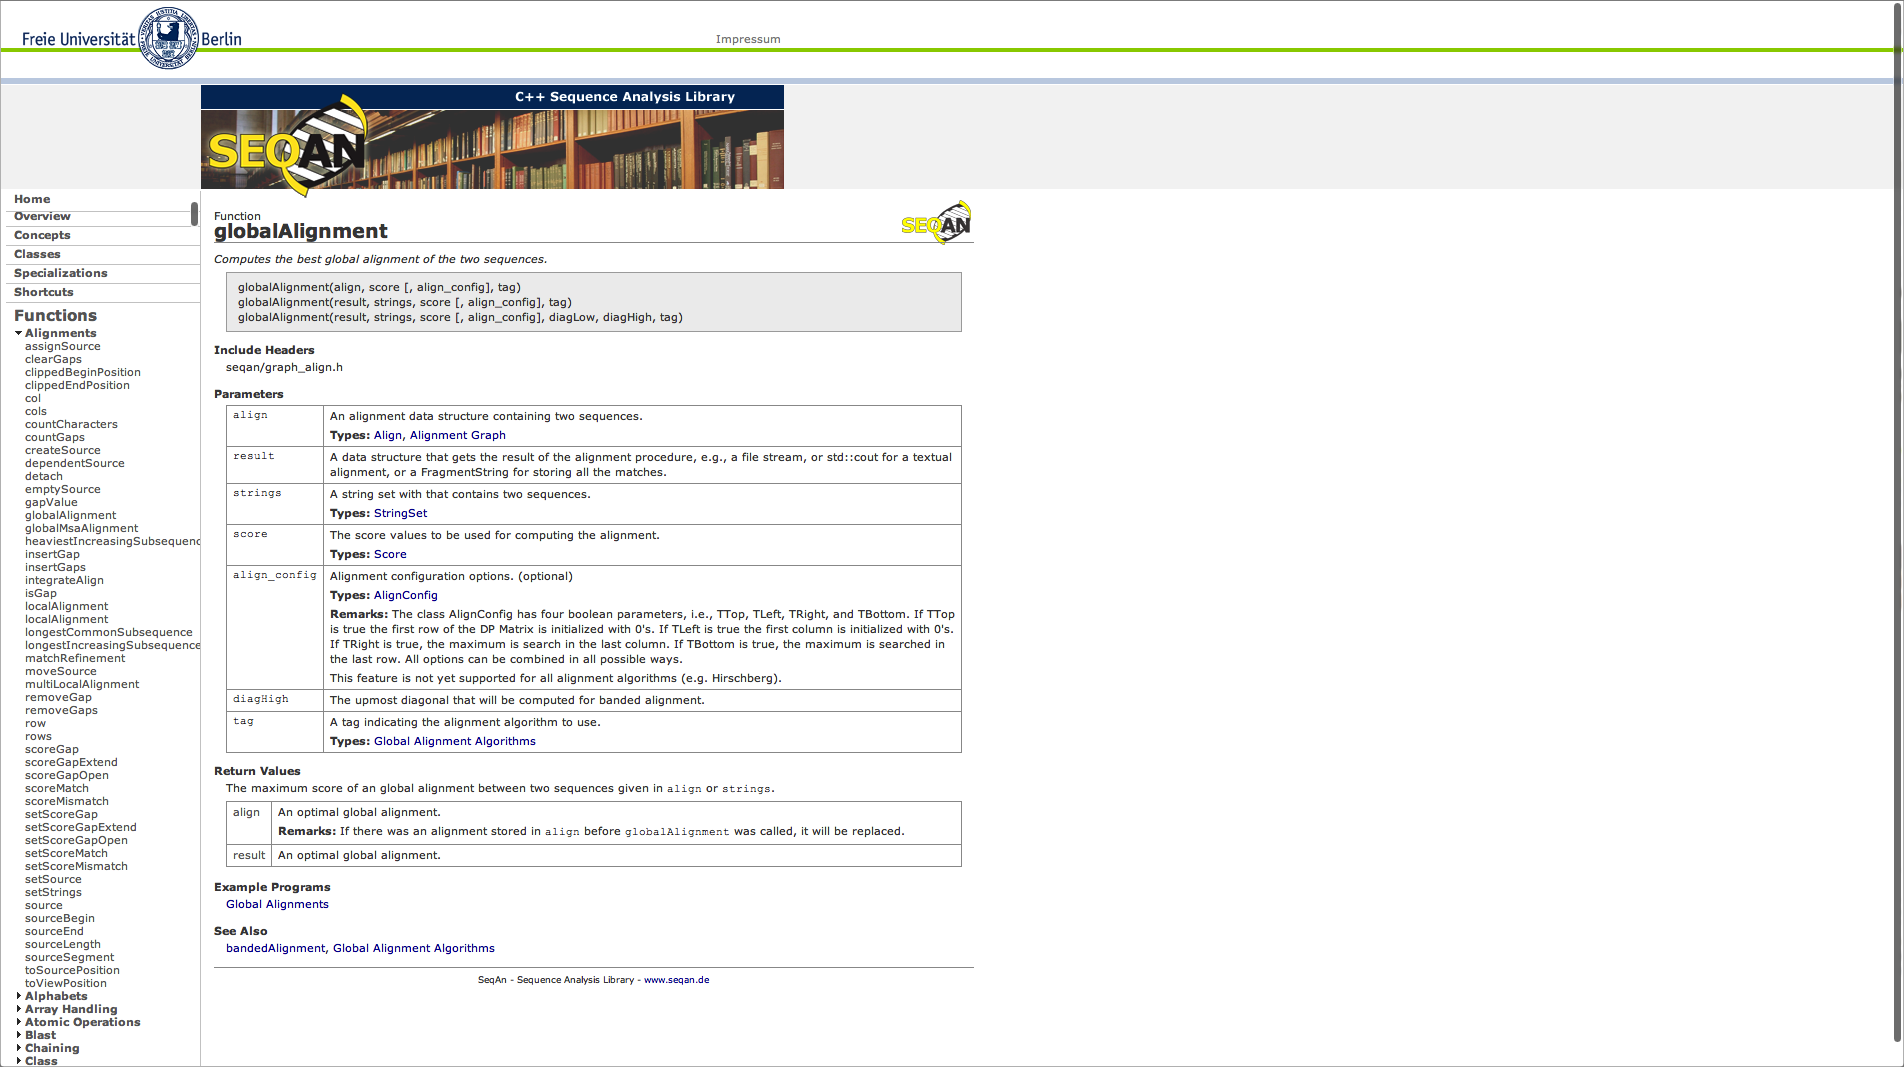 Freie Universität Berlin
Impressum
C++ Sequence Analysis Library
SEQAN
Home
Overview
Concepts
Classes
Specializations
Shortcuts
Functions
Alignments
assignSource
clearGaps
clippedBeginPosition
clippedEndPosition
col
cols
countCharacters
countGaps
createSource
dependentSource
detach
emptySource
gapValue
globalAlignment
globalMsaAlignment
heaviestIncreasingSubsequenc
insertGap
insertGaps
integrateAlign
isGap
localAlignment
localAlignment
longestCommonSubsequence
longestIncreasingSubsequence
matchRefinement
moveSource
multiLocalAlignment
removeGap
removeGaps
row
rows
scoreGap
scoreGapExtend
scoreGapOpen
scoreMatch
scoreMismatch
setScoreGap
setScoreGapExtend
setScoreGapOpen
setScoreMatch
setScoreMismatch
setSource
setStrings
source
sourceBegin
sourceEnd
sourceLength
sourceSegment
toSourcePosition
toViewPosition
Alphabets
Array Handling
Atomic Operations
Blast
Chaining
Class
Function
globalAlignment
SEQAN
Computes the best global alignment of the two sequences.
globalAlignment(align, score [, align_config], tag)
globalAlignment(result, strings, score [, align_config], tag)
globalAlignment(result, strings, score [, align_config], diagLow, diagHigh, tag)
Include Headers
seqan/graph_align.h
Parameters
align An alignment data structure containing two sequences.
Types: Align, Alignment Graph
result A data structure that gets the result of the alignment procedure, e.g., a file stream, or std::cout for a textual
alignment, or a FragmentString for storing all the matches.
strings A string set with that contains two sequences.
Types: StringSet
score The score values to be used for computing the alignment.
Types: Score
align_config Alignment configuration options. (optional)
Types: AlignConfig
Remarks: The class AlignConfig has four boolean parameters, i.e., TTop, TLeft, TRight, and TBottom. If TTop
is true the first row of the DP Matrix is initialized with 0's. If TLeft is true the first column is initialized with 0's.
If TRight is true, the maximum is search in the last column. If TBottom is true, the maximum is searched in
the last row. All options can be combined in all possible ways.
This feature is not yet supported for all alignment algorithms (e.g. Hirschberg).
diagHigh The upmost diagonal that will be computed for banded alignment.
tag A tag indicating the alignment algorithm to use.
Types: Global Alignment Algorithms
Return Values
The maximum score of an global alignment between two sequences given in align or strings.
align An optimal global alignment.
Remarks: If there was an alignment stored in align before globalAlignment was called, it will be replaced.
result An optimal global alignment.
Example Programs
Global Alignments
See Also
bandedAlignment, Global Alignment Algorithms
SeqAn - Sequence Analysis Library - www.seqan.de